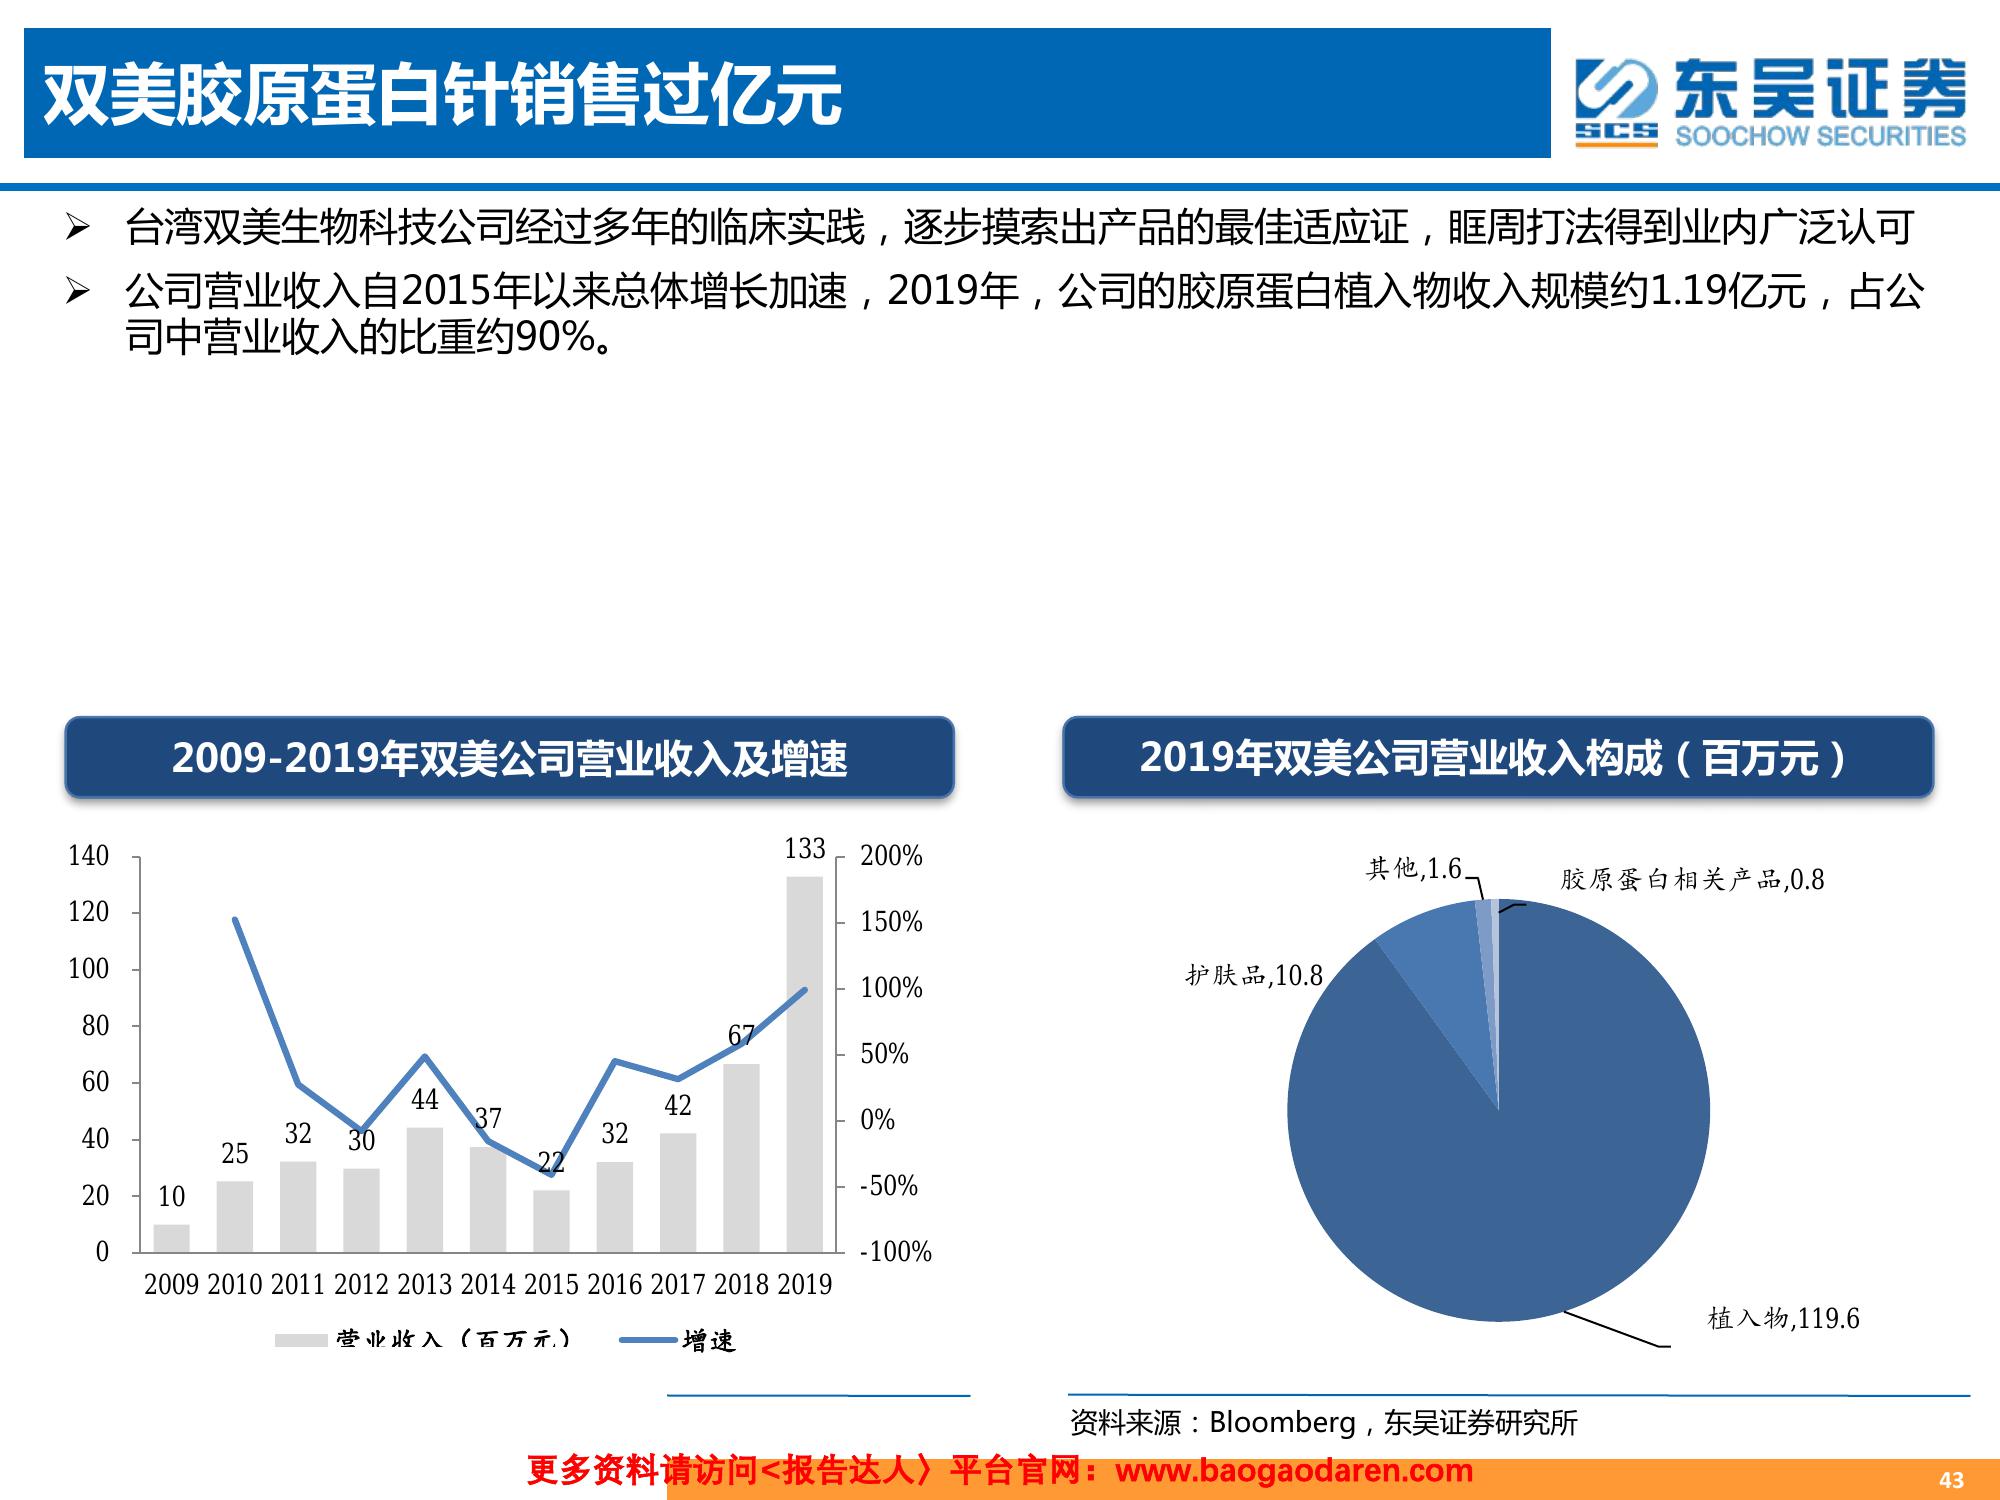 双美胶原蛋白针销售过亿元
SCS
东吴证券
SOOCHOW SECURITIES
台湾双美生物科技公司经过多年的临床实践，逐步摸索出产品的最佳适应证，眶周打法得到业内广泛认可
公司营业收入自2015年以来总体增长加速，2019年，公司的胶原蛋白植入物收入规模约1.19亿元，占公
司中营业收入的比重约90%。
2009-2019年双美公司营业收入及增速
140
120
100
80
60
40
20
0
200%
150%
100%
50%
0%
-50%
-100%
10
25
32
30
44
37
22
32
42
67
133
2009 2010 2011 2012 2013 2014 2015 2016 2017 2018 2019
营业收入（百万元） 增速
2019年双美公司营业收入构成（百万元）
其他,1.6
胶原蛋白相关产品,0.8
护肤品,10.8
植入物,119.6
资料来源：Bloomberg，东吴证券研究所
更多资料请访问<报告达人〉平台官网：www.baogaodaren.com
43